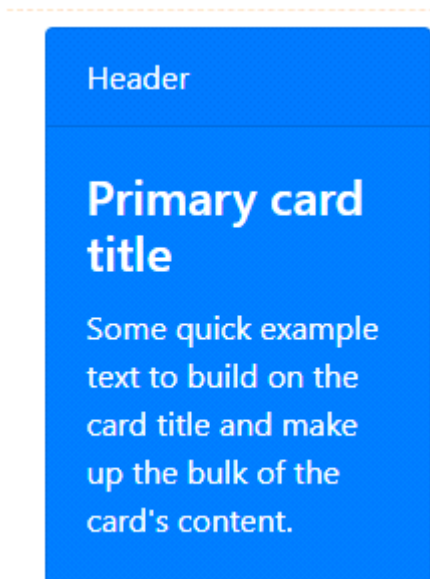 Header
Primary card
title
Some quick example
text to build on the
card title and make
up the bulk of the
card's content.